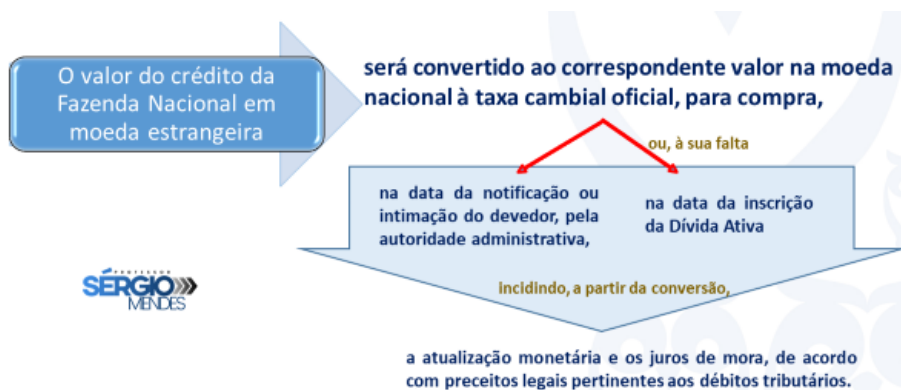 O valor do crédito da
Fazenda Nacional em
moeda estrangeira
será convertido ao correspondente valor na moeda
nacional à taxa cambial oficial, para compra,
ou, à sua falta
na data da notificação ou
intimação do devedor, pela
autoridade administrativa,
na data da inscrição
da Dívida Ativa
incidindo, a partir da conversão,
PROFESSOR
SÉRGIO
MENDES
a atualização monetária e os juros de mora, de acordo
com preceitos legais pertinentes aos débitos tributários.